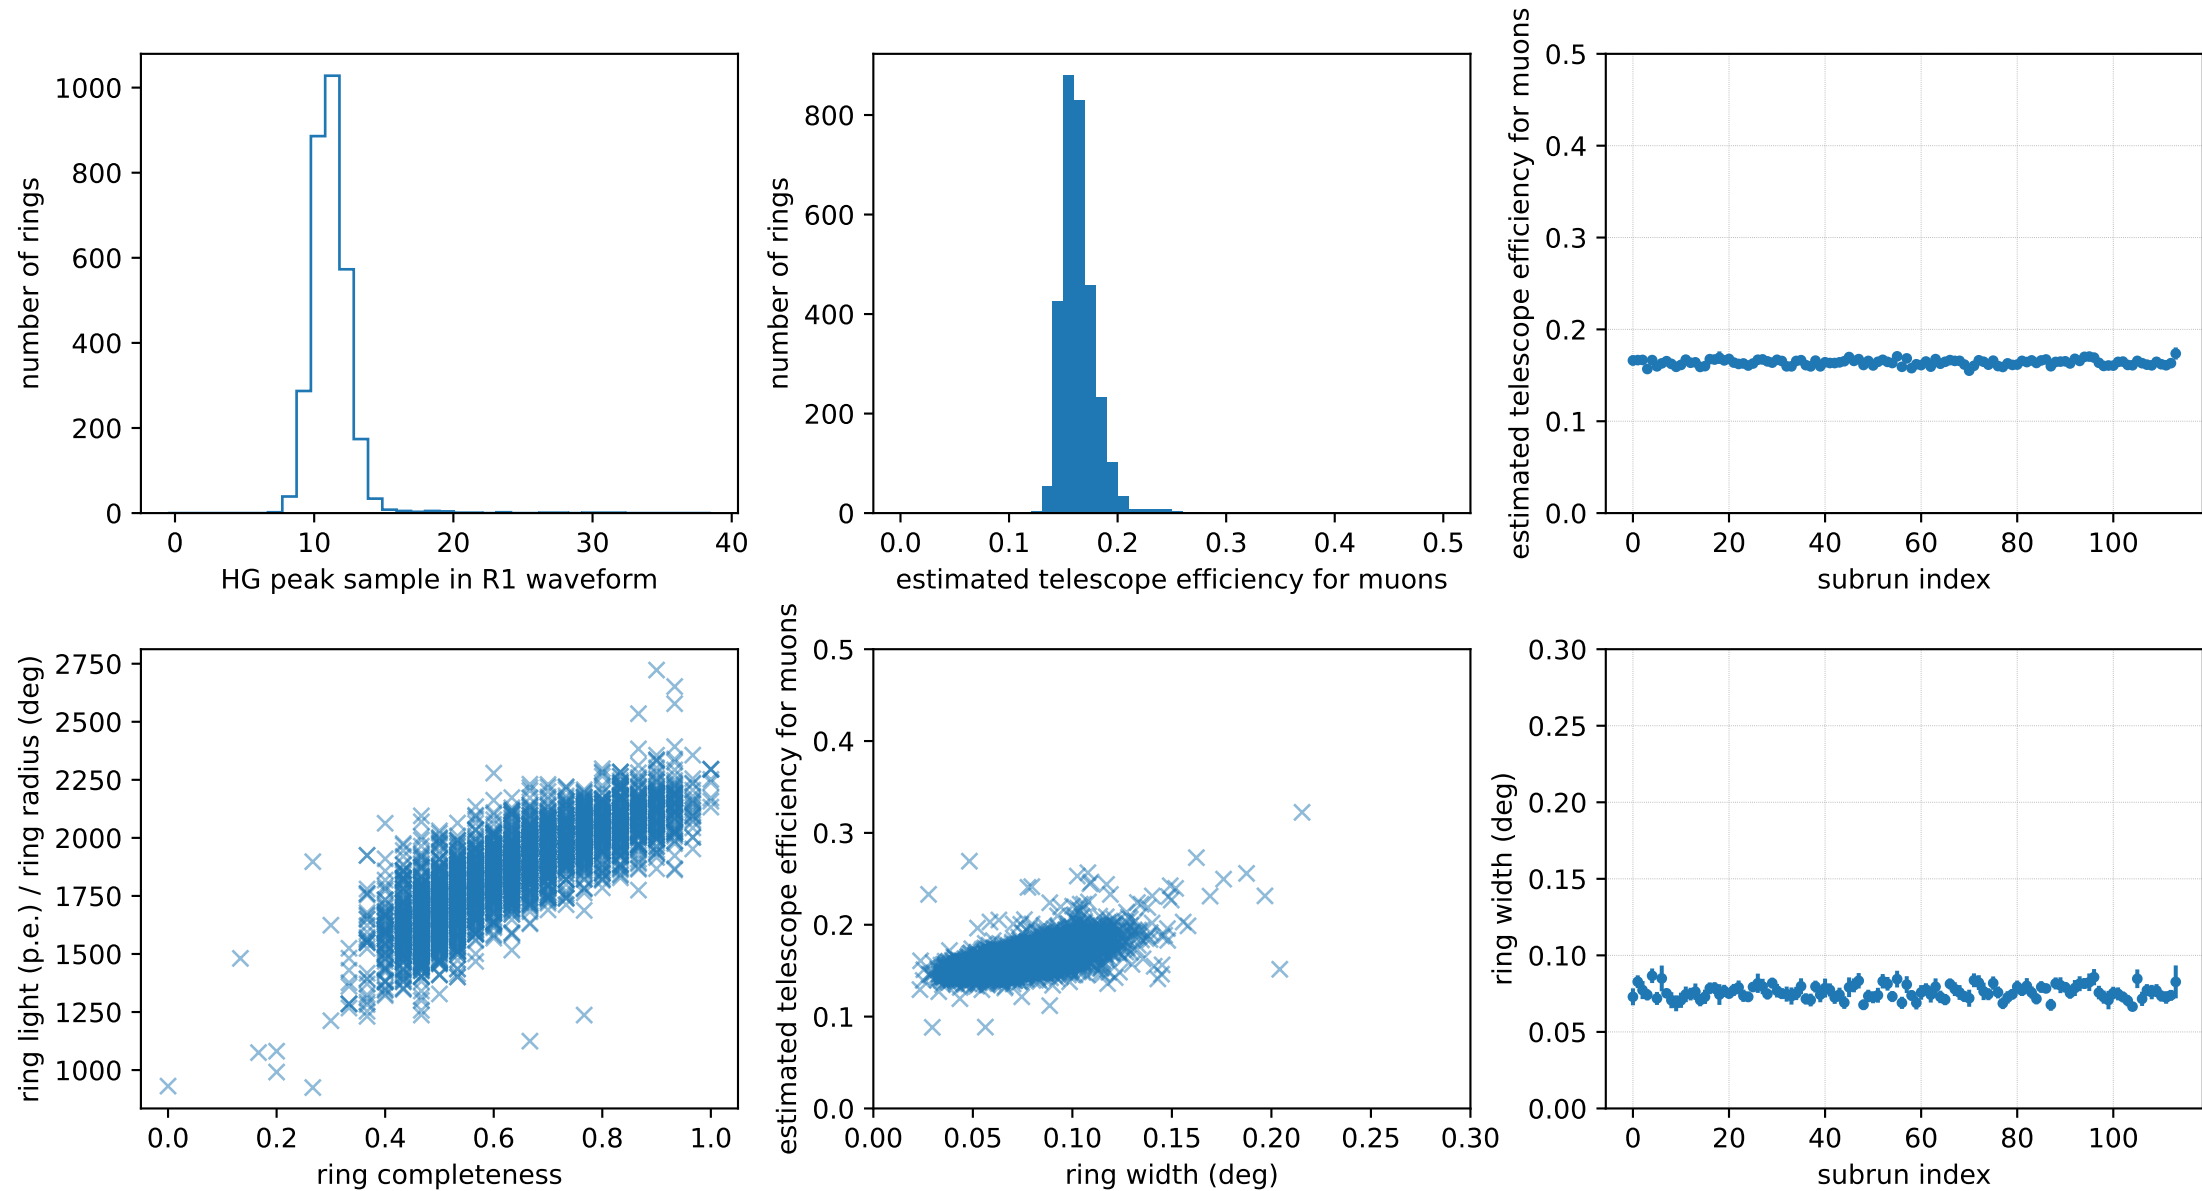 number of rings
1000
800
600
400
200
0
0 10 20 30 40
HG peak sample in R1 waveform
number of rings
800
600
400
200
0
0.0 0.1 0.2 0.3 0.4 0.5
estimated telescope efficiency for muons
estimated telescope efficiency for muons
0.5
0.4
0.3
0.2
0.1
0.0
0 20 40 60 80 100
subrun index
ring light (p.e.) / ring radius (deg)
2750
2500
2250
2000
1750
1500
1250
1000
0.0 0.2 0.4 0.6 0.8 1.0
ring completeness
estimated telescope efficiency for muons
0.5
0.4
0.3
0.2
0.1
0.0
0.00 0.05 0.10 0.15 0.20 0.25 0.30
ring width (deg)
ring width (deg)
0.30
0.25
0.20
0.15
0.10
0.05
0.00
0 20 40 60 80 100
subrun index